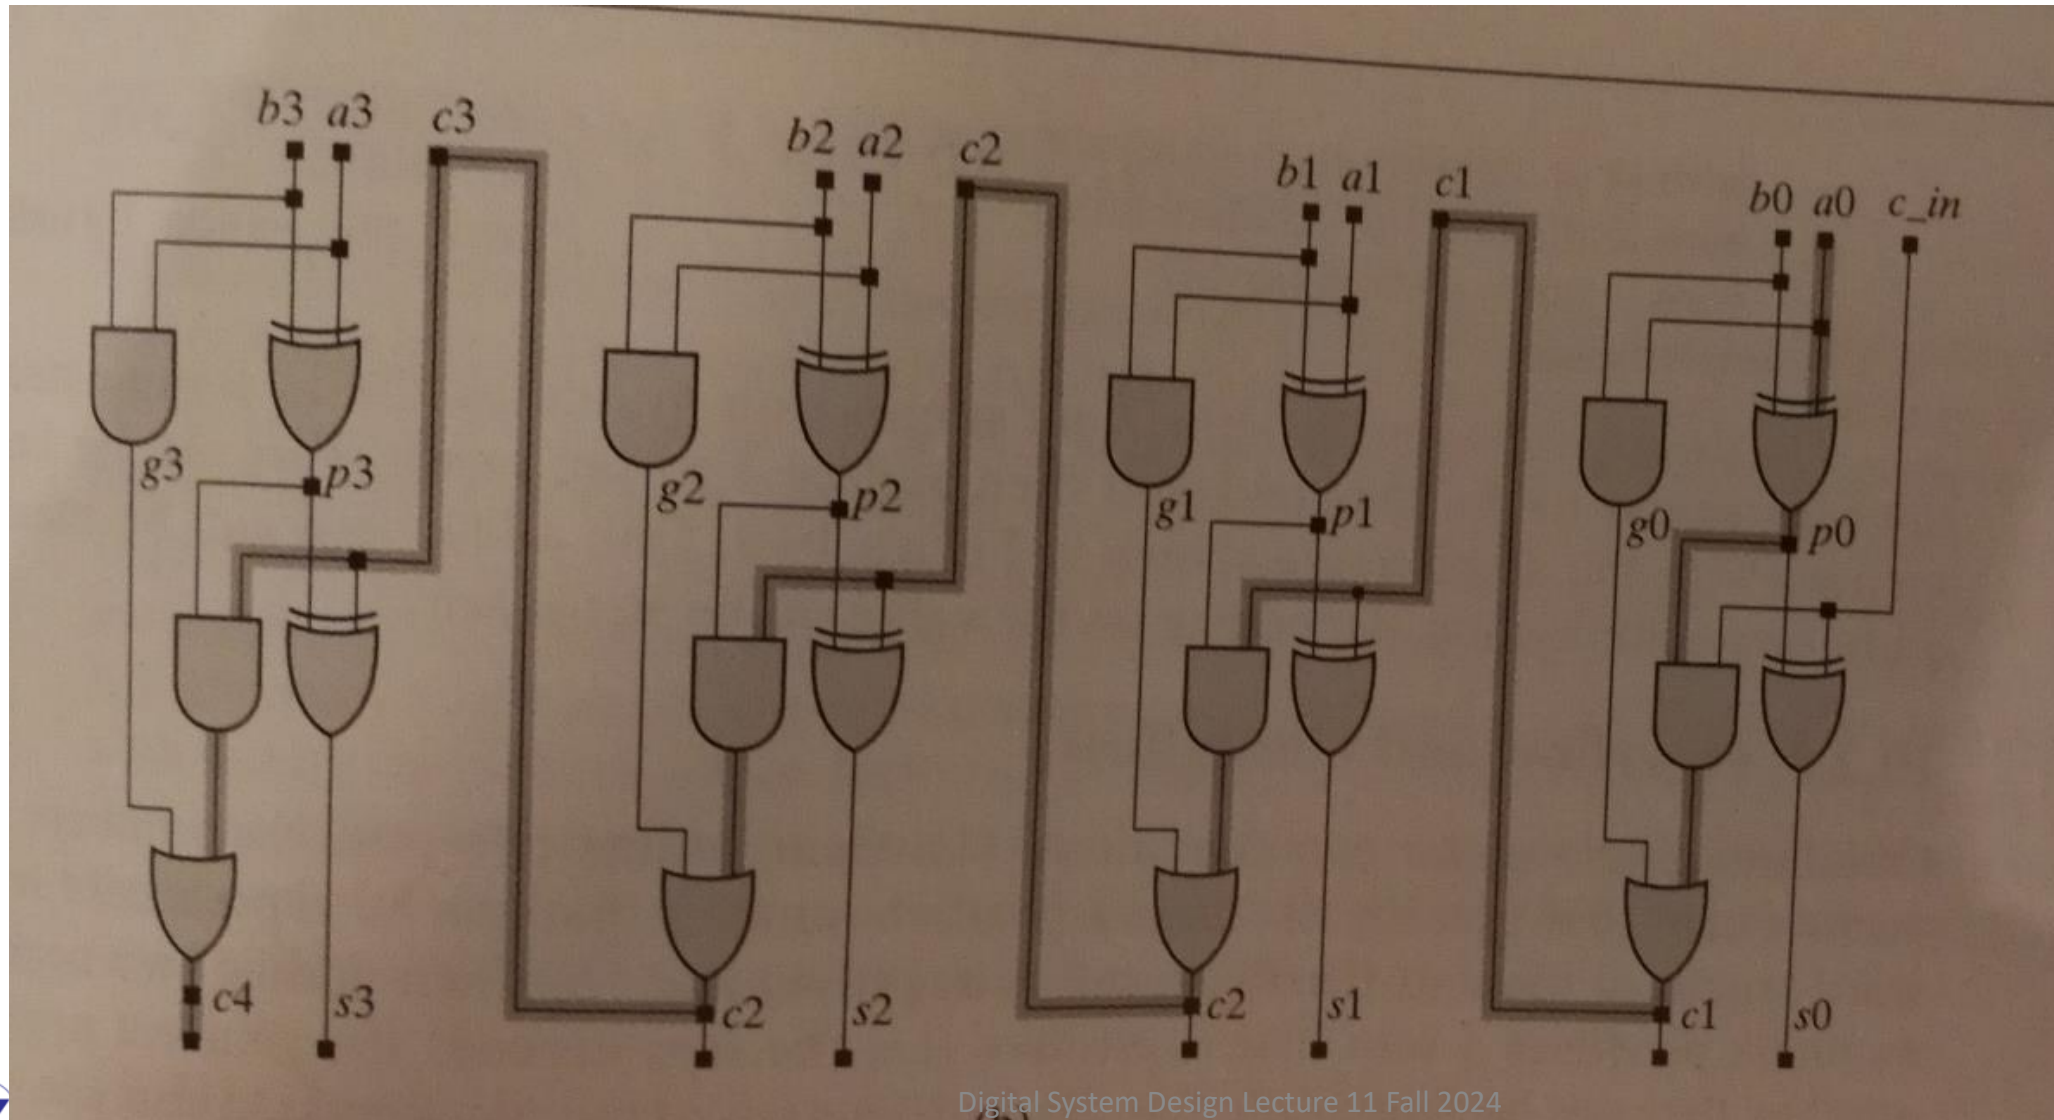 b3 a3 c3
b2 a2 c2
b1 a1 c1
b0 a0 c_in
g3 p3
g2 p2
g1 p1
g0 p0
c4 s3
c2 s2
c2 s1
c1 s0
Digital System Design Lecture 11 Fall 2024